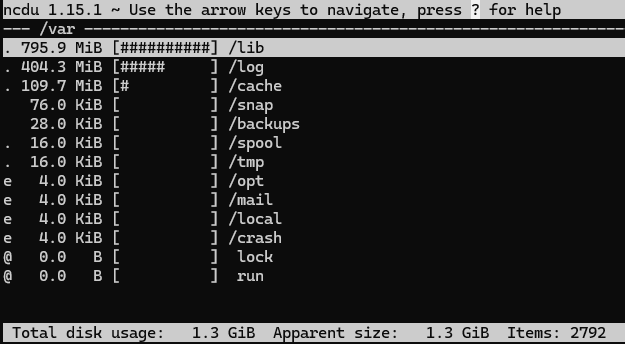 ncdu 1.15.1 ~ Use the arrow keys to navigate, press ? for help
--- /var ---------------------------------------------------------------
. 795.9 MiB [##########] /lib
. 404.3 MiB [#####     ] /log
. 109.7 MiB [#         ] /cache
   76.0 KiB [          ] /snap
   28.0 KiB [          ] /backups
.  16.0 KiB [          ] /spool
.  16.0 KiB [          ] /tmp
e   4.0 KiB [          ] /opt
e   4.0 KiB [          ] /mail
e   4.0 KiB [          ] /local
e   4.0 KiB [          ] /crash
@   0.0   B [          ]  lock
@   0.0   B [          ]  run
Total disk usage:   1.3 GiB  Apparent size:   1.3 GiB  Items: 2792